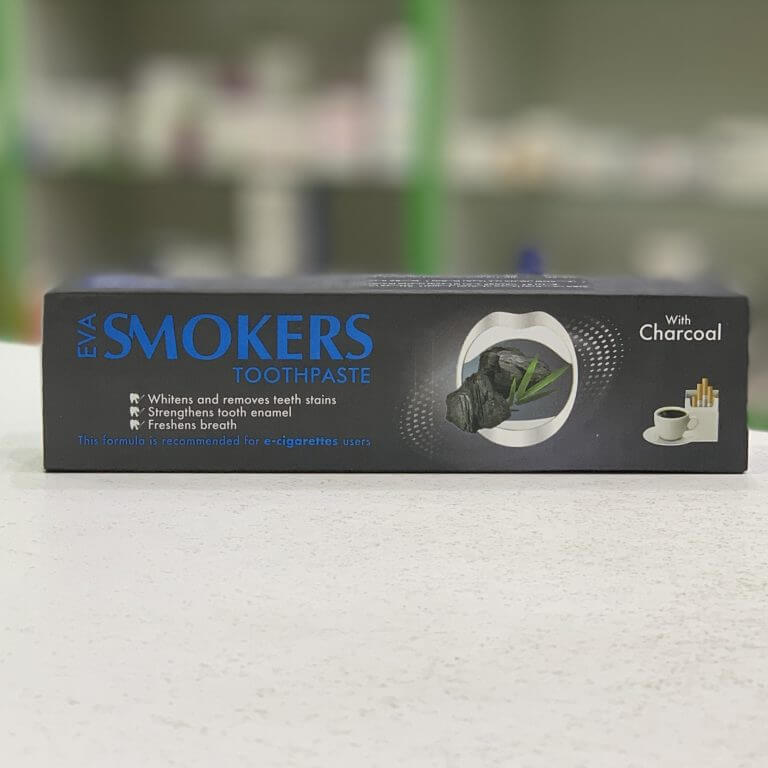 EVA
SMOKERS
TOOTHPASTE
Whitens and removes teeth stains
Strengthens tooth enamel
Freshens breath
This formula is recommended for e-cigarettes users
With
Charcoal